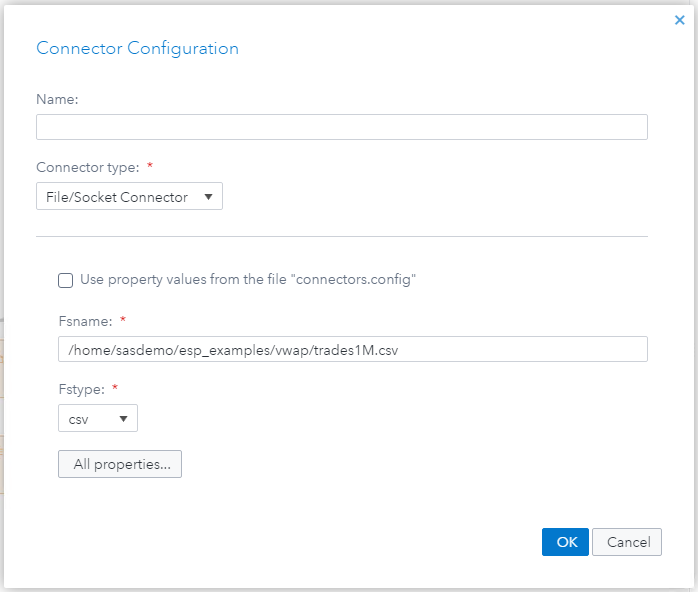 Connector Configuration
Name:
Connector type: *
File/Socket Connector
Use property values from the file "connectors.config"
Fsname: *
/home/sasdemo/esp_examples/vwap/trades1M.csv
Fstype: *
csv
All properties...
OK Cancel